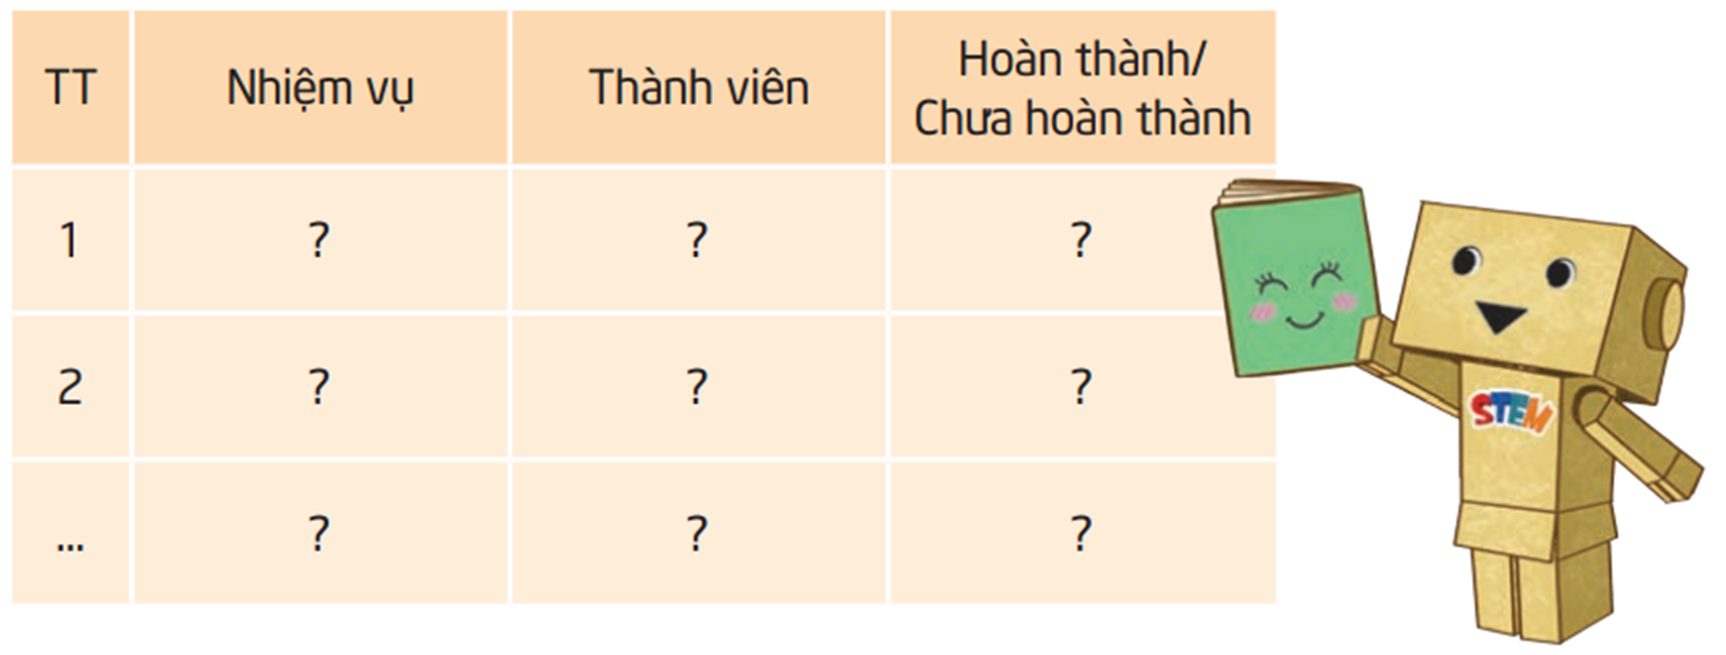 TT Nhiệm vụ Thành viên Hoàn thành/
Chưa hoàn thành
1 ? ? ?
2 ? ? ?
... ? ? ?
STEM